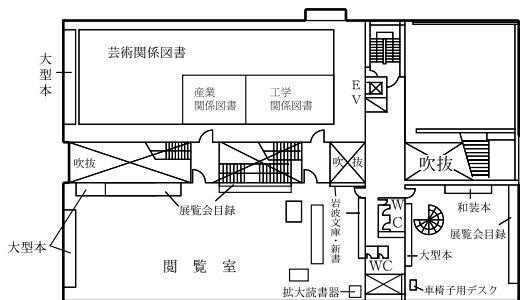 芸術関係図書
大型本
産業
関係図書
工学
関係図書
EV
吹抜
吹抜
吹抜
展覧会目録
岩波文庫・新書
WC
和装本
展覧会目録
大型本
大型本
閲覧室
WC
拡大読書器
車椅子用デスク